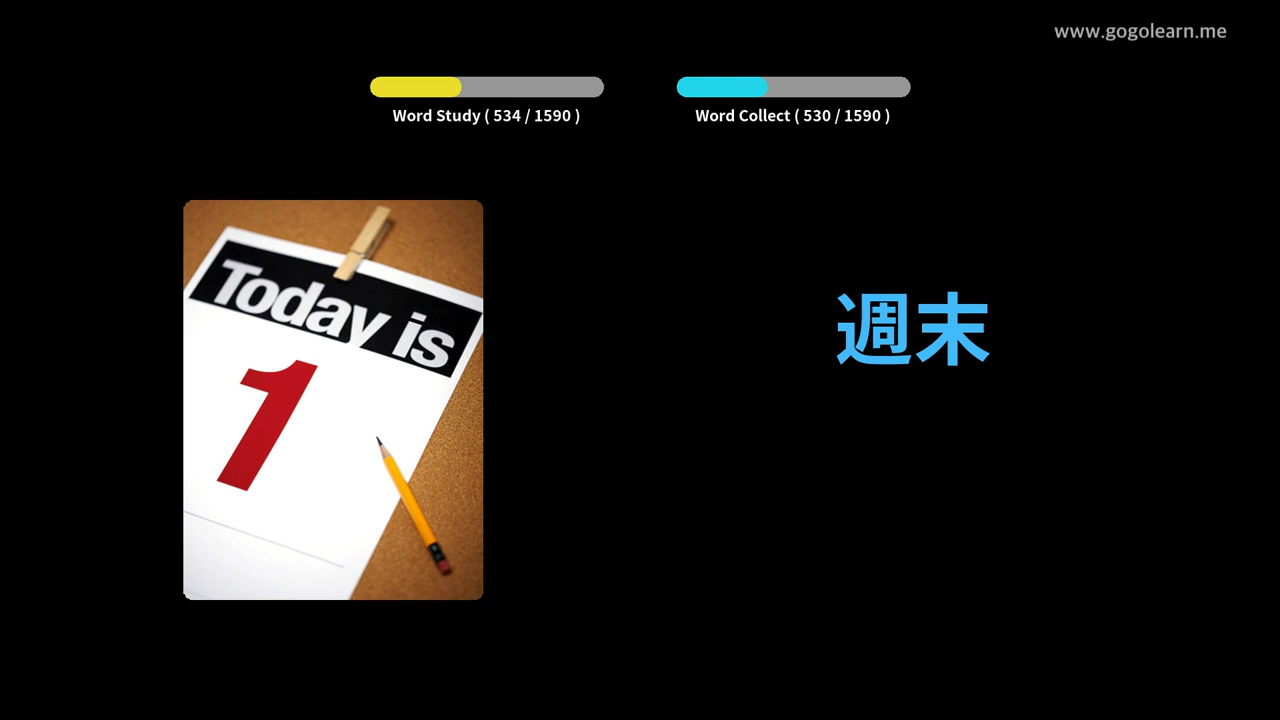 www.gogolearn.me
Word Study ( 534 / 1590 )
Word Collect ( 530 / 1590 )
Today is
1
週末